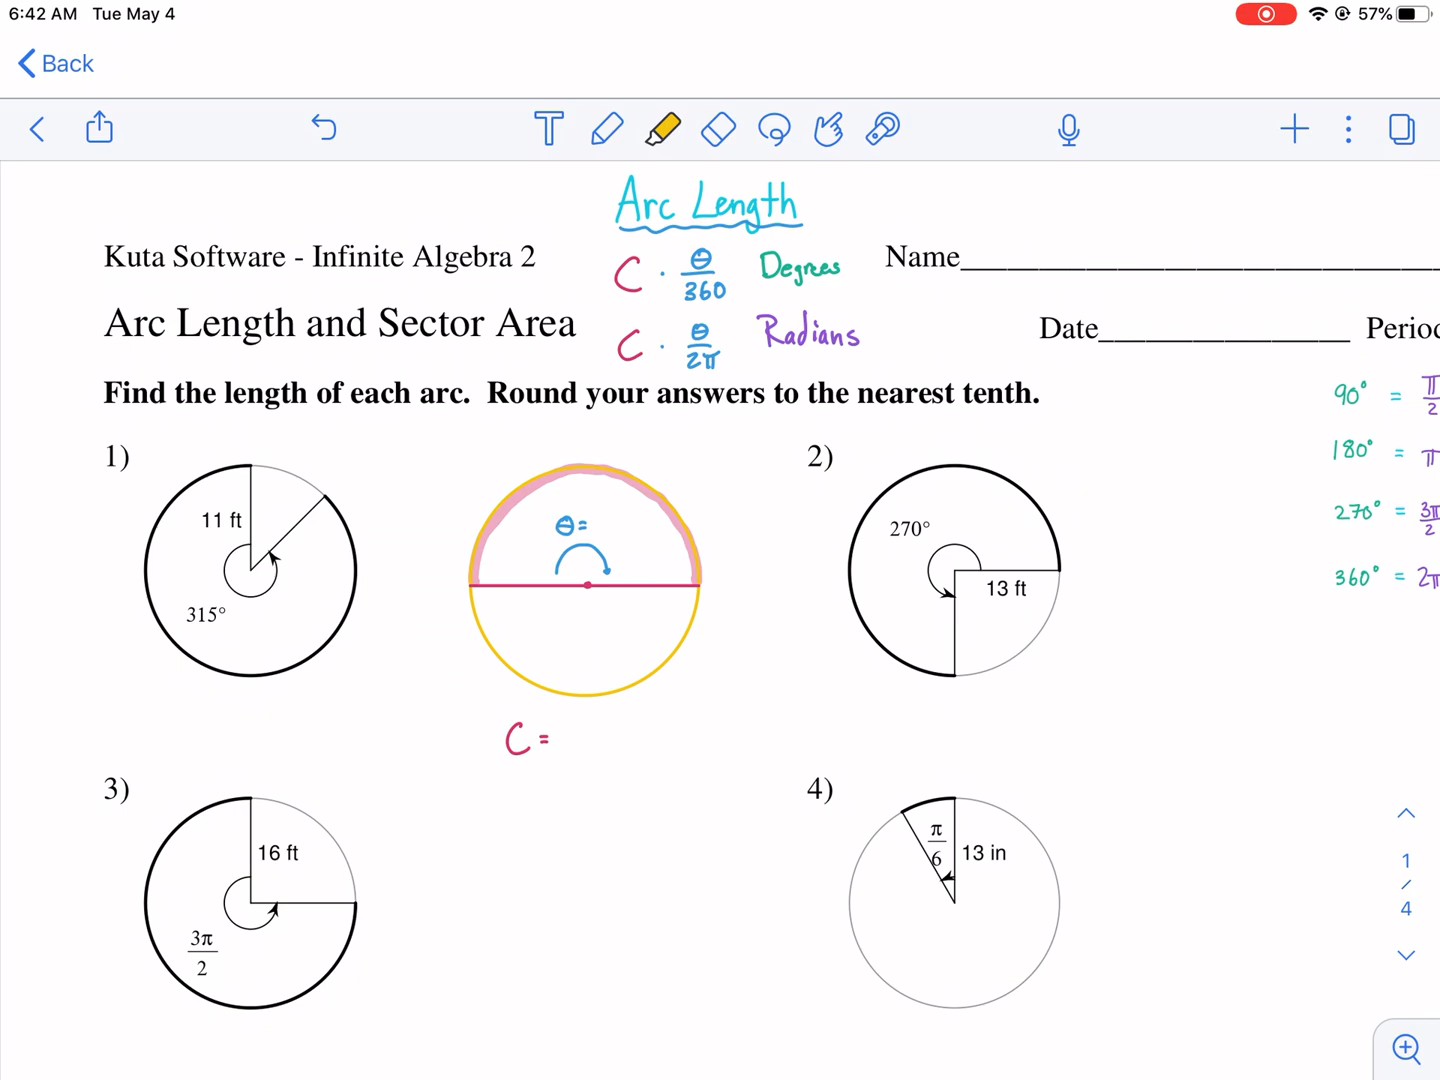 6:42 AM Tue May 4
57%
Back
Arc Length
Kuta Software - Infinite Algebra 2
C · θ/360 Degrees
Name
Arc Length and Sector Area
C · θ/2π Radians
Date Period
Find the length of each arc.  Round your answers to the nearest tenth.
90° = π/2
180° = π
270° = 3π/2
360° = 2π
1)
11 ft
315°
θ=
C =
2)
270°
13 ft
3)
16 ft
3π/2
4)
π/6
13 in
1
/
4